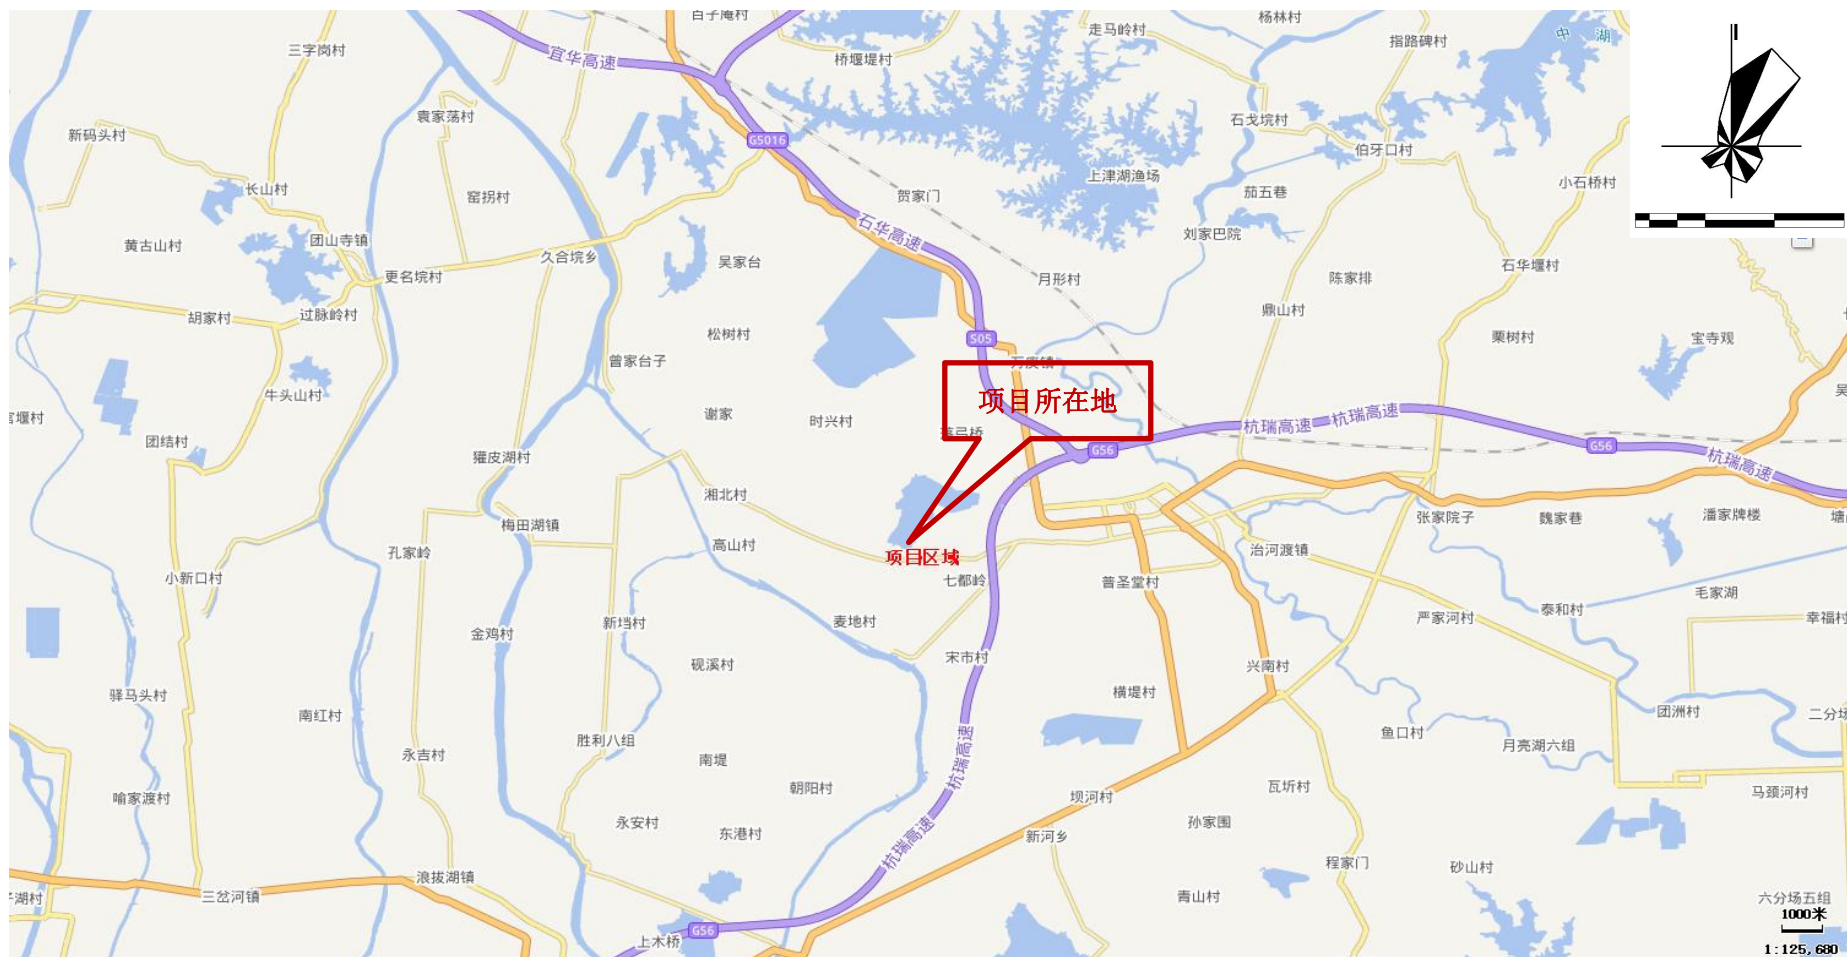 百子庵村
杨林村
走马岭村
指路碑村
中 湖
三字岗村
宜华高速
桥堰堤村
袁家荡村
新码头村
G5016
石戈垸村
伯牙口村
上津湖渔场
小石桥村
长山村
窑拐村
贺家门
茄五巷
石华高速
刘家巴院
黄古山村
团山寺镇
久合垸乡
吴家台
更名垸村
月形村
陈家排
石华堰村
胡家村
过脉岭村
松树村
鼎山村
S05
栗树村
宝寺观
曾家台子
万庾镇
牛头山村
项目所在地
谢家
时兴村
杭瑞高速
杭瑞高速
团结村
G56
G56
杭瑞高速
獾皮湖村
湘北村
梅田湖镇
张家院子
魏家巷
潘家牌楼
孔家岭
高山村
项目区域
治河渡镇
小新口村
七都岭
普圣堂村
毛家湖
新垱村
麦地村
严家河村
泰和村
幸福村
金鸡村
砚溪村
宋市村
兴南村
驿马头村
横堤村
南红村
团洲村
二分场
胜利八组
鱼口村
月亮湖六组
永吉村
南堤
杭瑞高速
朝阳村
瓦圻村
坝河村
马颈河村
喻家渡村
永安村
东港村
杭瑞高速
新河乡
孙家围
程家门
砂山村
浪拔湖镇
三岔河镇
青山村
六分场五组
1000米
上木桥
G56
1:125,680